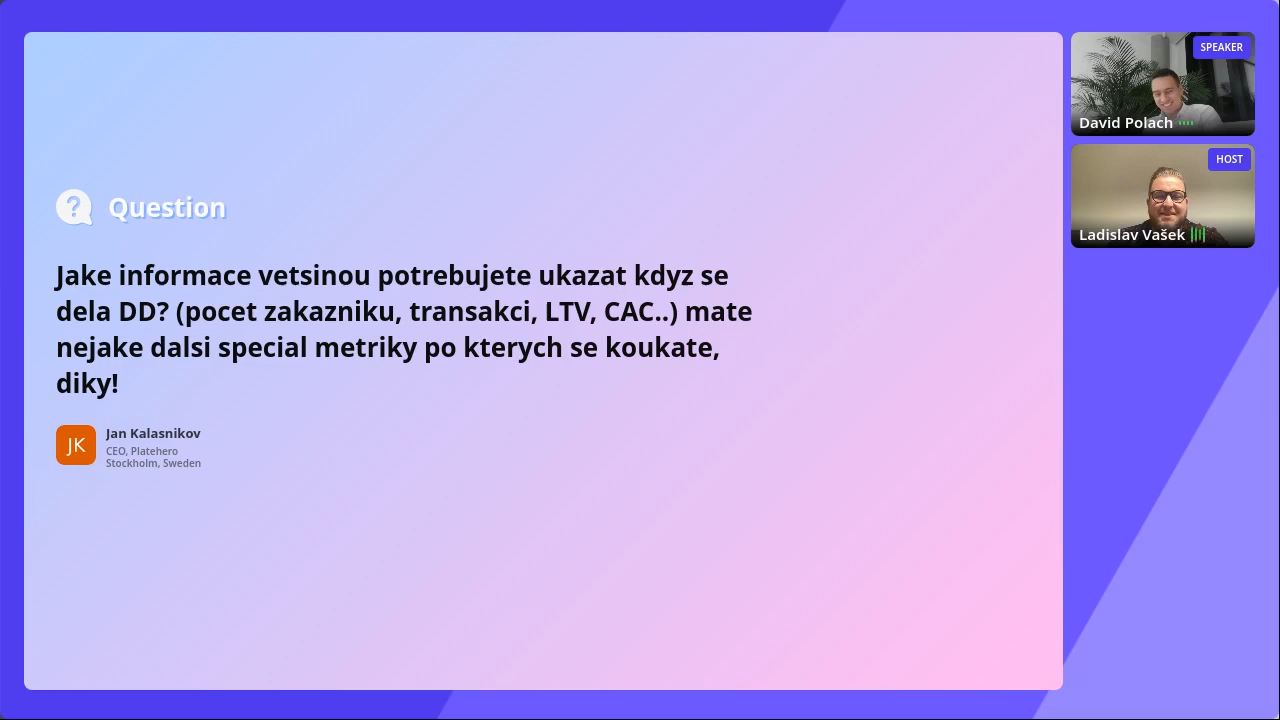 Question
Jake informace vetsinou potrebujete ukazat kdyz se
dela DD? (pocet zakazniku, transakci, LTV, CAC..) mate
nejake dalsi special metriky po kterych se koukate,
diky!
JK
Jan Kalasnikov
CEO, Platehero
Stockholm, Sweden
SPEAKER
David Polach
HOST
Ladislav Vašek